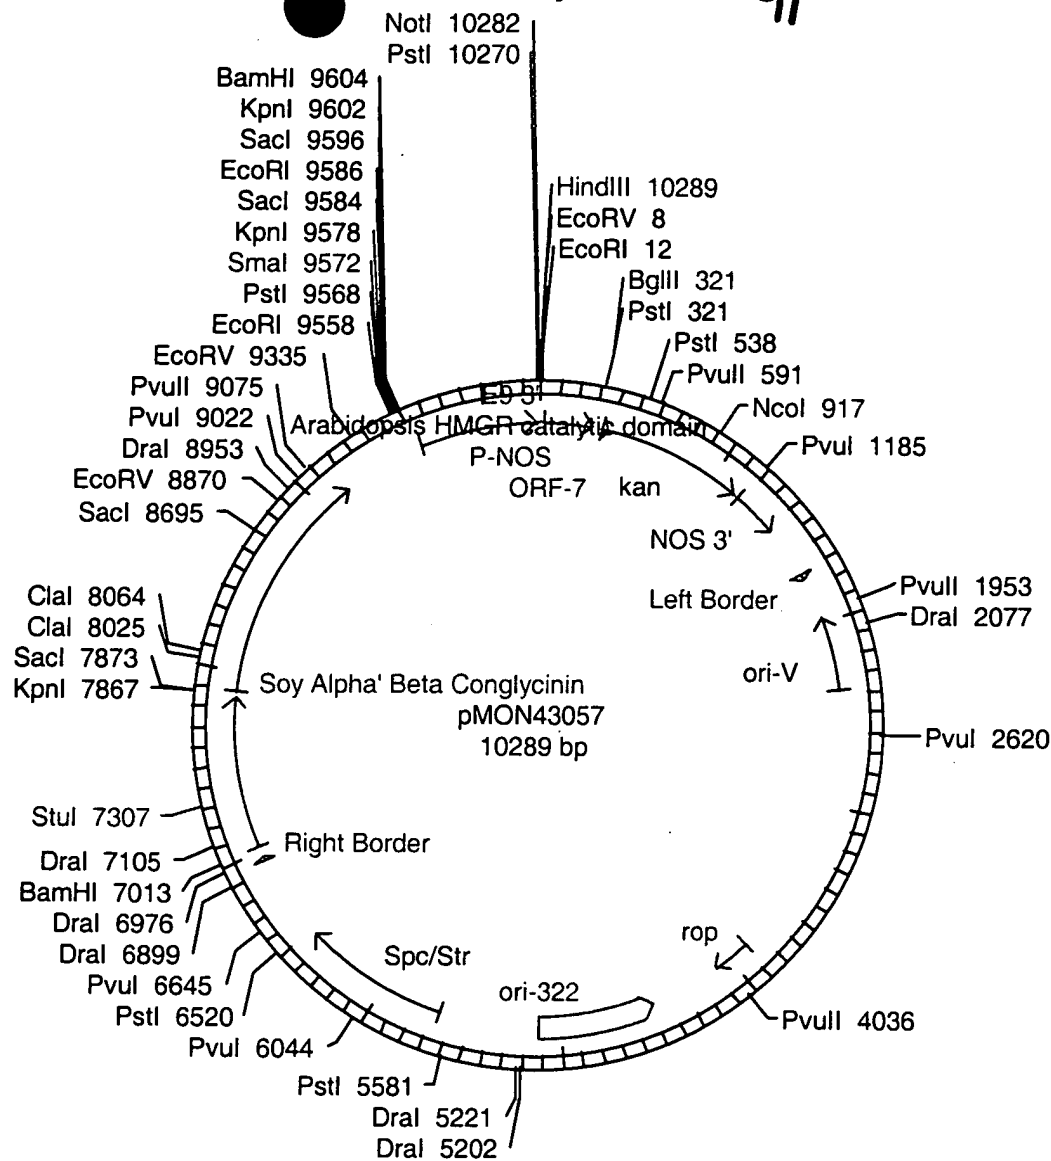 NotI 10282
PstI 10270
BamHI 9604
KpnI 9602
SacI 9596
EcoRI 9586
SacI 9584
KpnI 9578
SmaI 9572
PstI 9568
EcoRI 9558
EcoRV 9335
PvuII 9075
PvuI 9022
DraI 8953
EcoRV 8870
SacI 8695
ClaI 8064
ClaI 8025
SacI 7873
KpnI 7867
StuI 7307
DraI 7105
BamHI 7013
DraI 6976
DraI 6899
PvuI 6645
PstI 6520
PvuI 6044
PstI 5581
DraI 5221
DraI 5202
HindIII 10289
EcoRV 8
EcoRI 12
BglII 321
PstI 321
PstI 538
PvuII 591
NcoI 917
PvuI 1185
PvuII 1953
DraI 2077
PvuI 2620
PvuII 4036
E9 3'
Arabidopsis HMGR catalytic domain
P-NOS
ORF-7 kan
NOS 3'
Left Border
ori-V
Soy Alpha' Beta Conglycinin
pMON43057
10289 bp
Right Border
rop
Spc/Str
ori-322